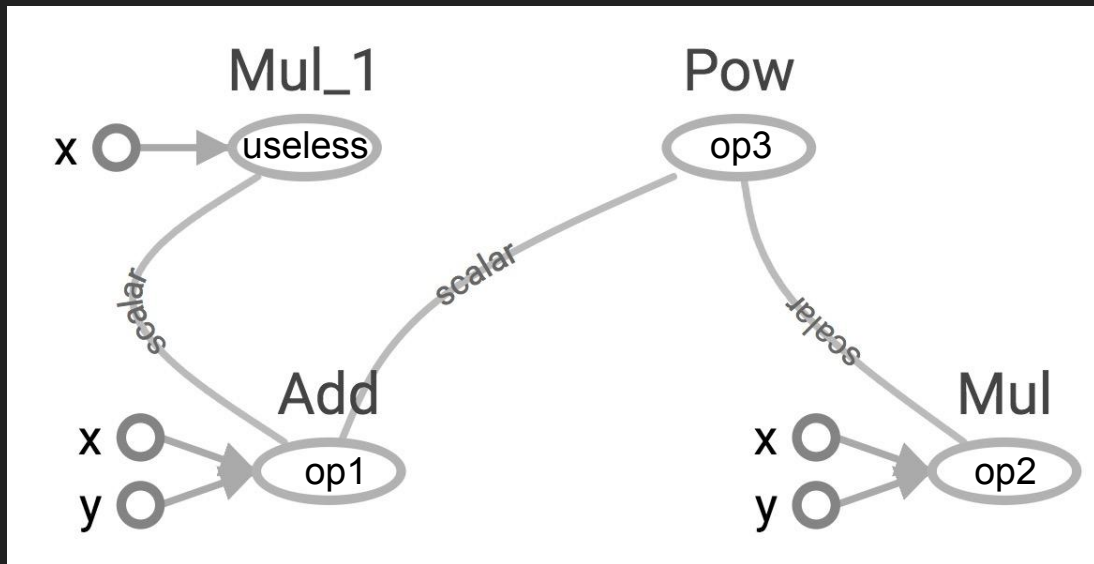 Mul_1
Pow
x
useless
op3
scalar
scalar
scalar
Add
Mul
x
y
op1
x
y
op2